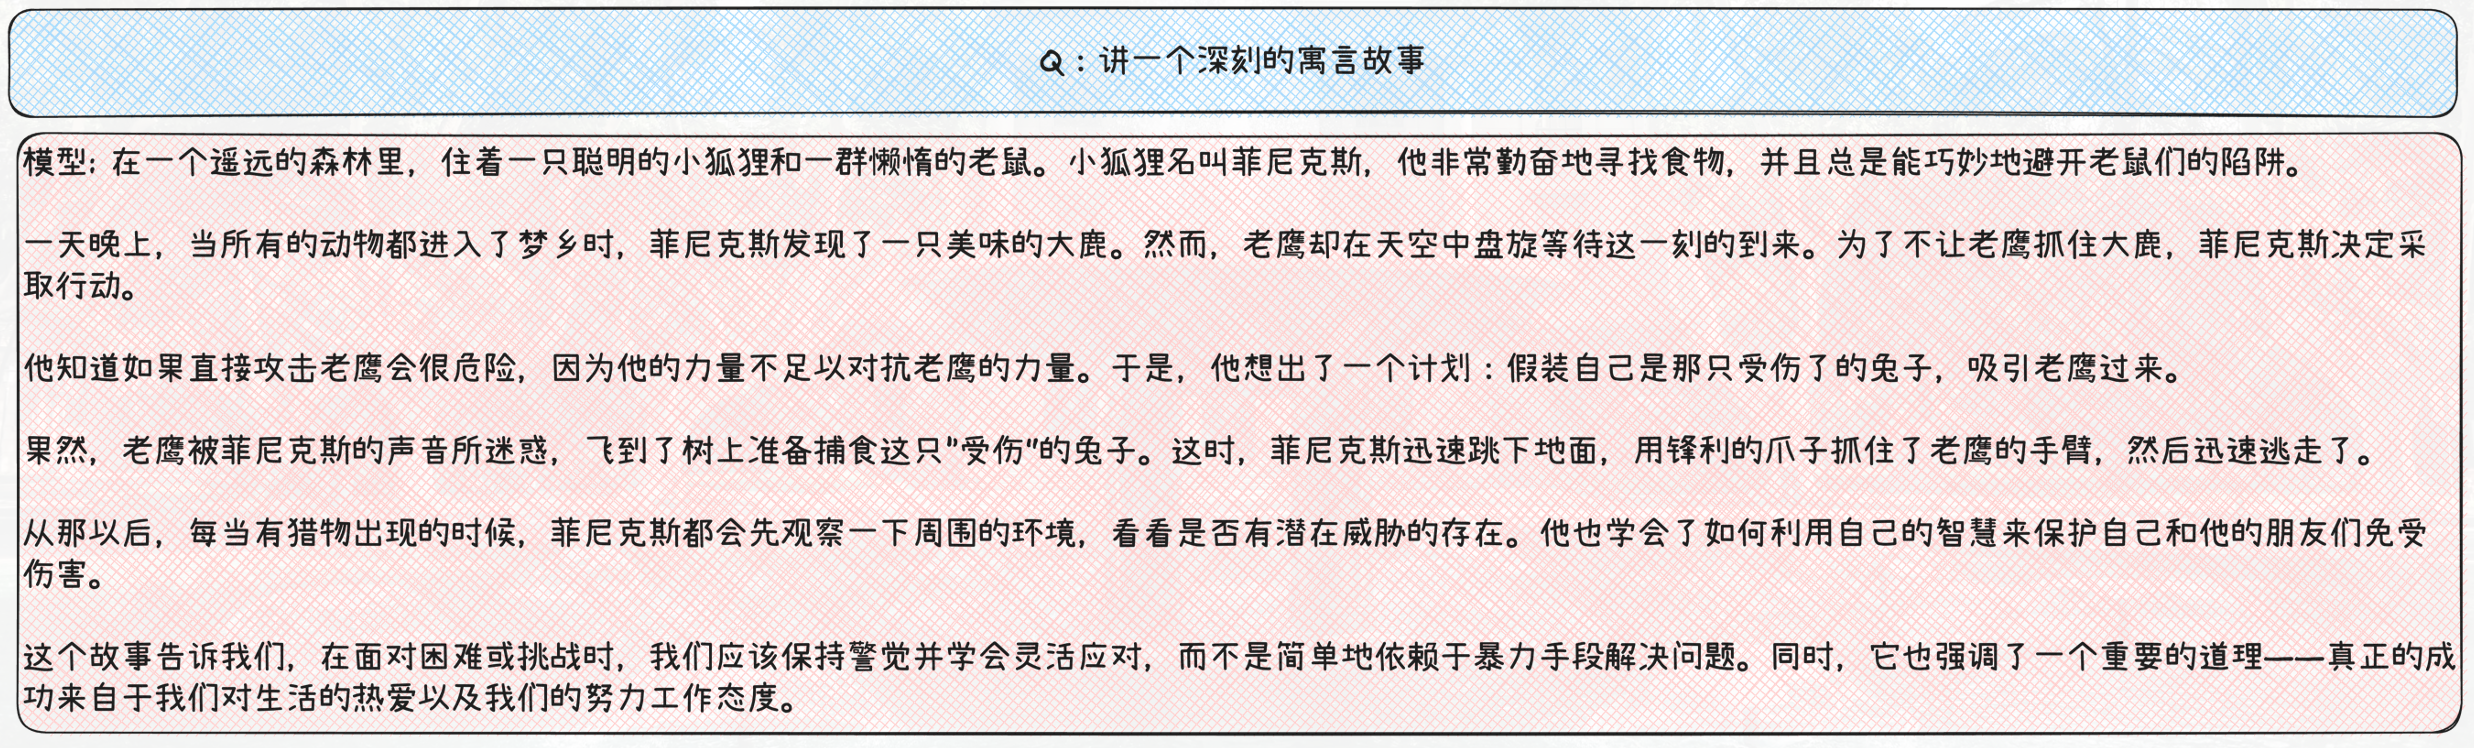 Q：讲一个深刻的寓言故事
模型: 在一个遥远的森林里，住着一只聪明的小狐狸和一群懒惰的老鼠。小狐狸名叫菲尼克斯，他非常勤奋地寻找食物，并且总是能巧妙地避开老鼠们的陷阱。
一天晚上，当所有的动物都进入了梦乡时，菲尼克斯发现了一只美味的大鹿。然而，老鹰却在天空中盘旋等待这一刻的到来。为了不让老鹰抓住大鹿，菲尼克斯决定采
取行动。
他知道如果直接攻击老鹰会很危险，因为他的力量不足以对抗老鹰的力量。于是，他想出了一个计划：假装自己是那只受伤了的兔子，吸引老鹰过来。
果然，老鹰被菲尼克斯的声音所迷惑，飞到了树上准备捕食这只"受伤"的兔子。这时，菲尼克斯迅速跳下地面，用锋利的爪子抓住了老鹰的手臂，然后迅速逃走了。
从那以后，每当有猎物出现的时候，菲尼克斯都会先观察一下周围的环境，看看是否有潜在威胁的存在。他也学会了如何利用自己的智慧来保护自己和他的朋友们免受
伤害。
这个故事告诉我们，在面对困难或挑战时，我们应该保持警觉并学会灵活应对，而不是简单地依赖于暴力手段解决问题。同时，它也强调了一个重要的道理——真正的成
功来自于我们对生活的热爱以及我们的努力工作态度。